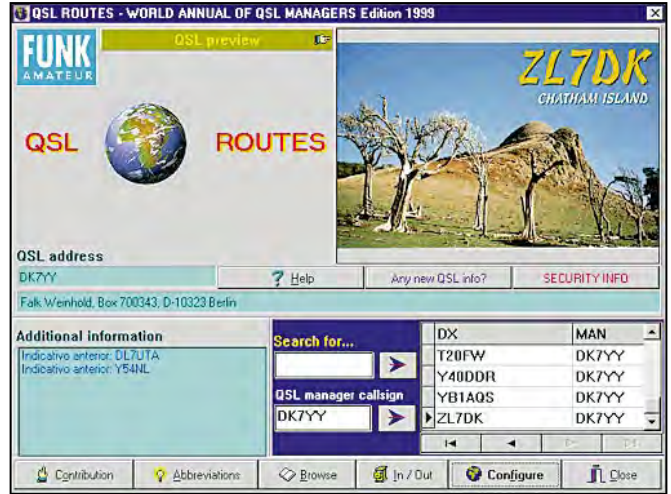 QSL ROUTES - WORLD ANNUAL OF QSL MANAGERS Edition 1999
FUNK
AMATEUR
QSL preview
ZL7DK
CHATHAM ISLAND
QSL
ROUTES
QSL address
DK7YY
? Help
Any new QSL info?
SECURITY INFO
Falk Weinhold, Box 700343, D-10323 Berlin
Additional information
Indicativo anterior: DL7UTA
Indicativo anterior: Y54NL
Search for...
QSL manager callsign
DK7YY
DX MAN
T20FW DK7YY
Y40DDR DK7YY
YB1AQS DK7YY
ZL7DK DK7YY
Contribution
Abbreviations
Browse
In / Out
Configure
Close